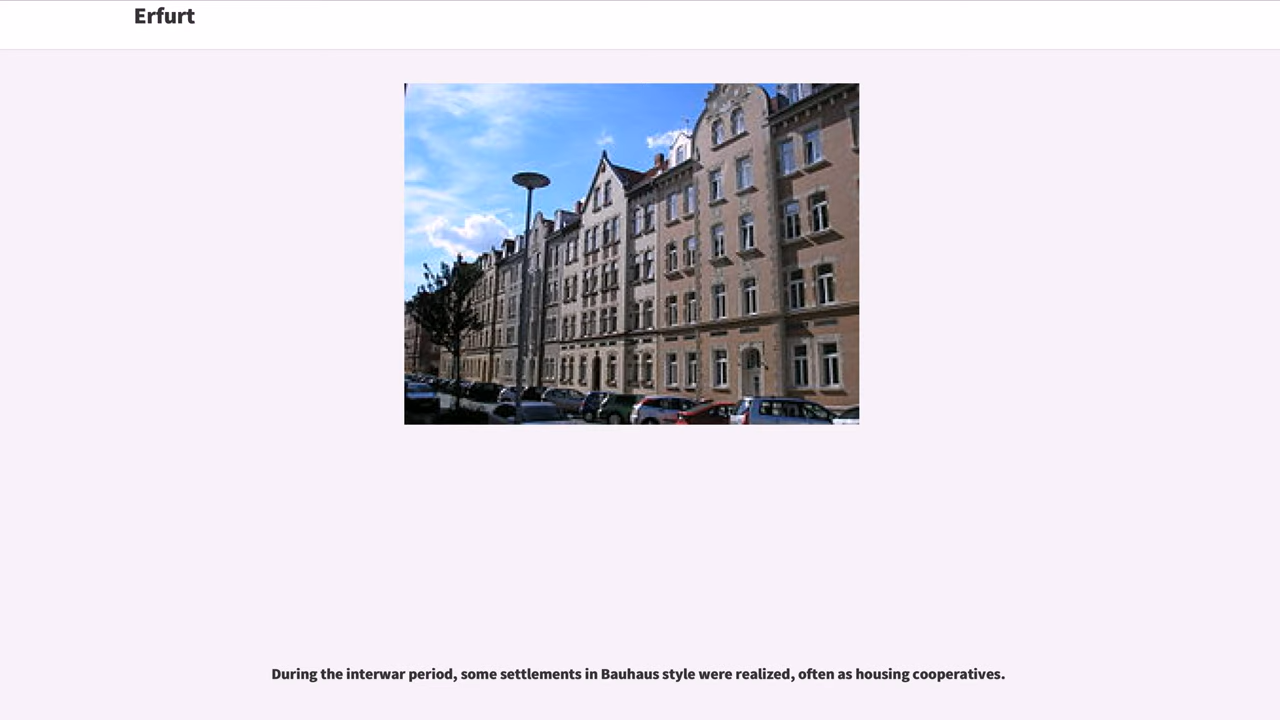 Erfurt
During the interwar period, some settlements in Bauhaus style were realized, often as housing cooperatives.